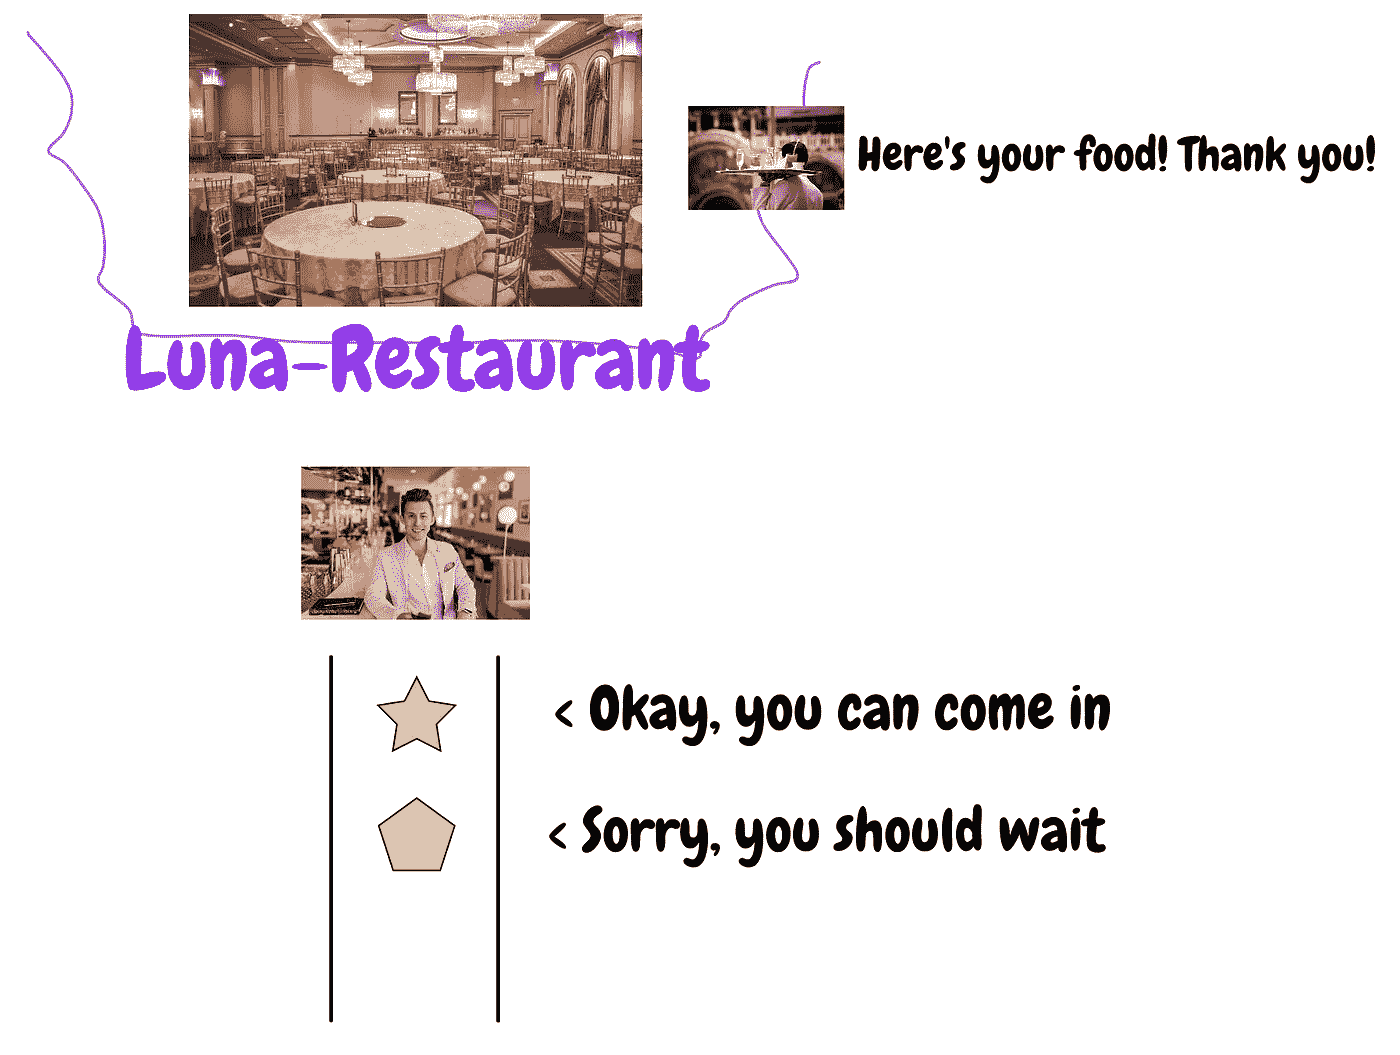 Here's your food! Thank you!
Luna-Restaurant
< Okay, you can come in
< Sorry, you should wait